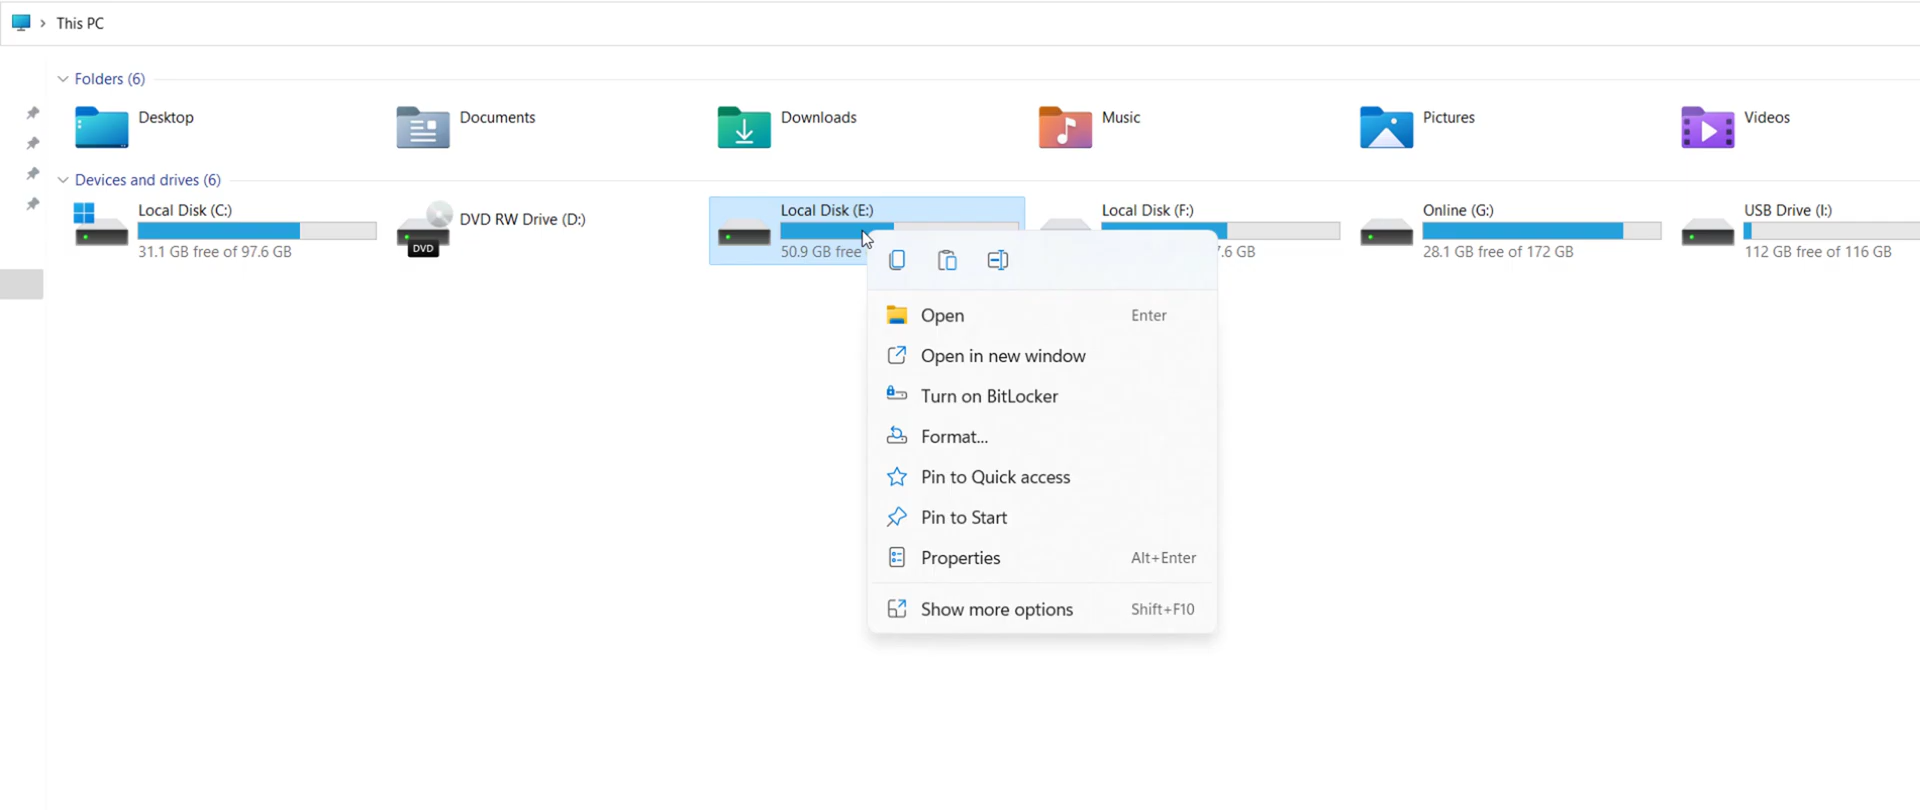 This PC
Folders (6)
Desktop
Documents
Downloads
Music
Pictures
Videos
Devices and drives (6)
Local Disk (C:)
31.1 GB free of 97.6 GB
DVD RW Drive (D:)
DVD
Local Disk (E:)
50.9 GB free
Local Disk (F:)
7.6 GB
Online (G:)
28.1 GB free of 172 GB
USB Drive (I:)
112 GB free of 116 GB
Open Enter
Open in new window
Turn on BitLocker
Format...
Pin to Quick access
Pin to Start
Properties Alt+Enter
Show more options Shift+F10